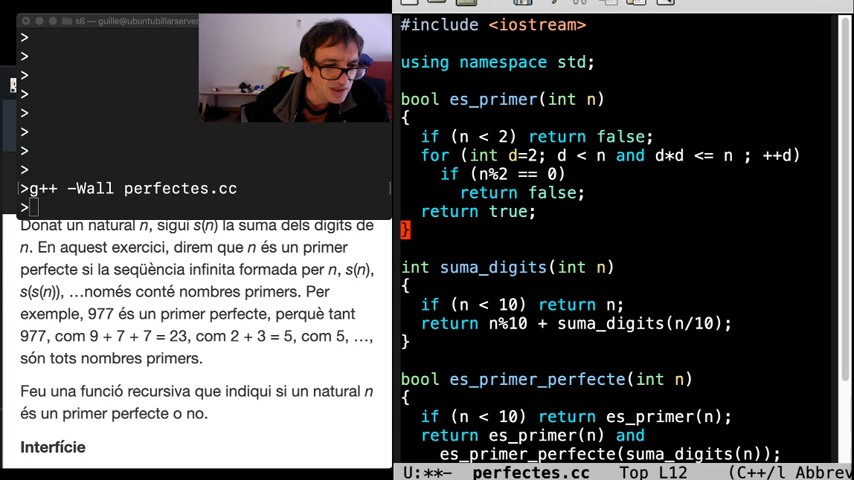 s6 — guille@ubuntubillarserver
>
>
>
>
>
>
>
>
>g++ -Wall perfectes.cc
>
Donat un natural n, sigui s(n) la suma dels dígits de
n. En aquest exercici, direm que n és un primer
perfecte si la seqüència infinita formada per n, s(n),
s(s(n)), …només conté nombres primers. Per
exemple, 977 és un primer perfecte, perquè tant
977, com 9 + 7 + 7 = 23, com 2 + 3 = 5, com 5, …,
són tots nombres primers.
Feu una funció recursiva que indiqui si un natural n
és un primer perfecte o no.
Interfície
#include <iostream>
using namespace std;
bool es_primer(int n)
{
if (n < 2) return false;
for (int d=2; d < n and d*d <= n ; ++d)
if (n%2 == 0)
return false;
return true;
}
int suma_digits(int n)
{
if (n < 10) return n;
return n%10 + suma_digits(n/10);
}
bool es_primer_perfecte(int n)
{
if (n < 10) return es_primer(n);
return es_primer(n) and
es_primer_perfecte(suma_digits(n));
U:**- perfectes.cc Top L12 (C++/l Abbrev